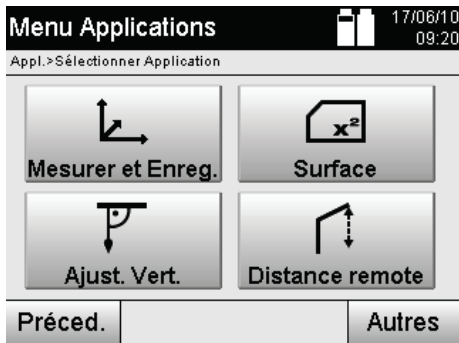 Menu Applications
17/06/10
09:20
Appl.>Sélectionner Application
x²
Mesurer et Enreg.
Surface
Ajust. Vert.
Distance remote
Préced.
Autres